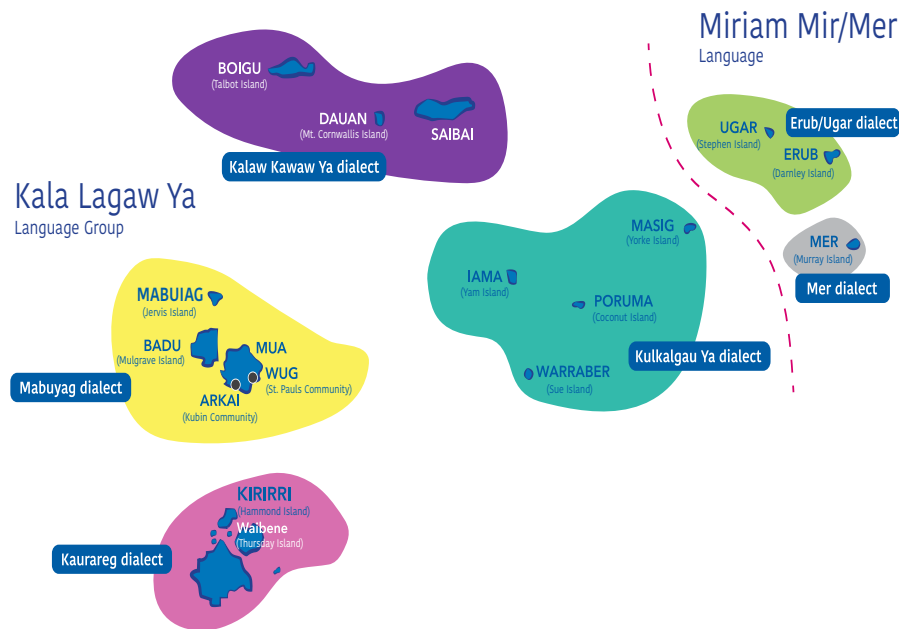 Miriam Mir/Mer
Language
BOIGU
(Talbot Island)
DAUAN
(Mt. Cornwallis Island)
SAIBAI
Kalaw Kawaw Ya dialect
UGAR
(Stephen Island)
Erub/Ugar dialect
ERUB
(Darnley Island)
Kala Lagaw Ya
Language Group
MASIG
(Yorke Island)
MER
(Murray Island)
Mer dialect
IAMA
(Yam Island)
PORUMA
(Coconut Island)
Kulkalgau Ya dialect
WARRABER
(Sue Island)
MABUIAG
(Jervis Island)
BADU
(Mulgrave Island)
MUA
WUG
(St. Pauls Community)
Mabuyag dialect
ARKAI
(Kubin Community)
KIRIRRI
(Hammond Island)
Waibene
(Thursday Island)
Kaurareg dialect